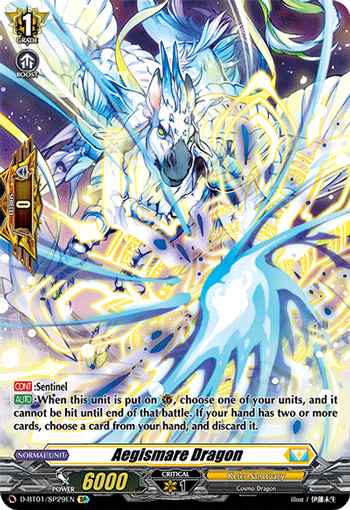 1
GRADE
BOOST
0
CONT:Sentinel
AUTO:When this unit is put on , choose one of your units, and it
cannot be hit until end of that battle. If your hand has two or more
cards, choose a card from your hand, and discard it.
NORMAL UNIT
Aegismare Dragon
POWER 6000
CRITICAL
1
Keter Sanctuary
Cosmo Dragon
D-BT01/SP29EN SP
illust / 伊藤未生